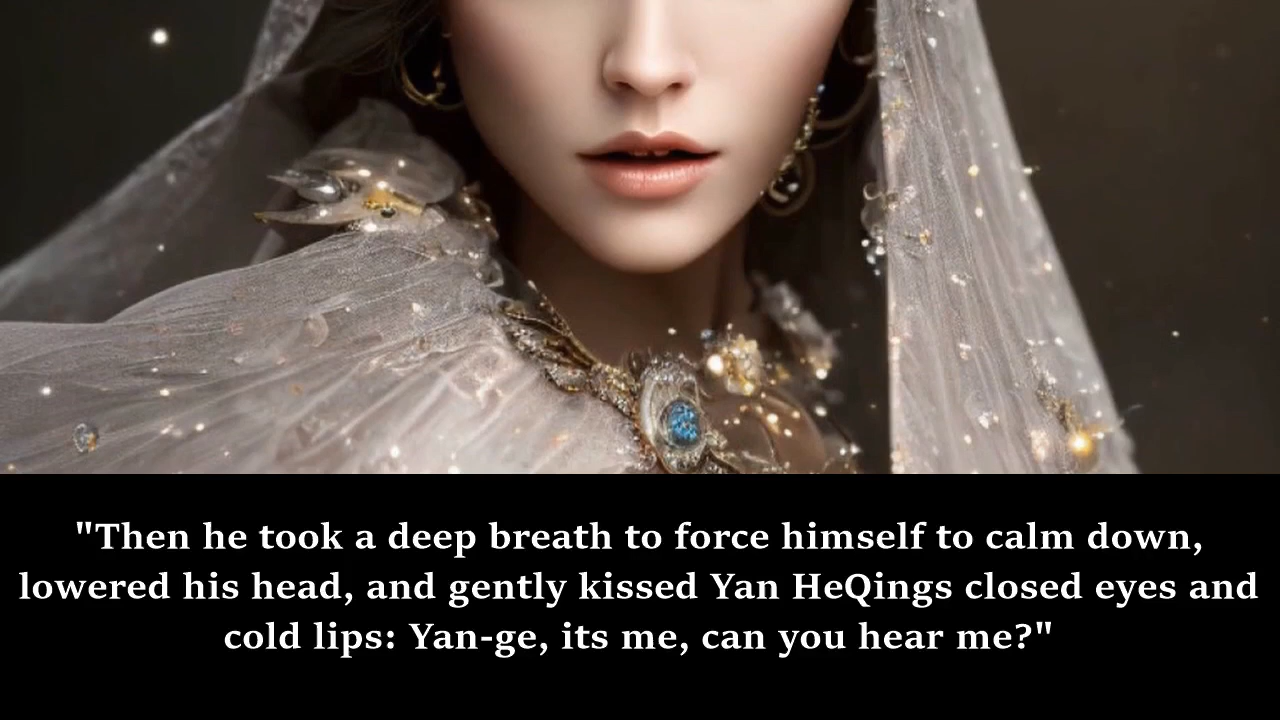 "Then he took a deep breath to force himself to calm down,
lowered his head, and gently kissed Yan HeQings closed eyes and
cold lips: Yan-ge, its me, can you hear me?"